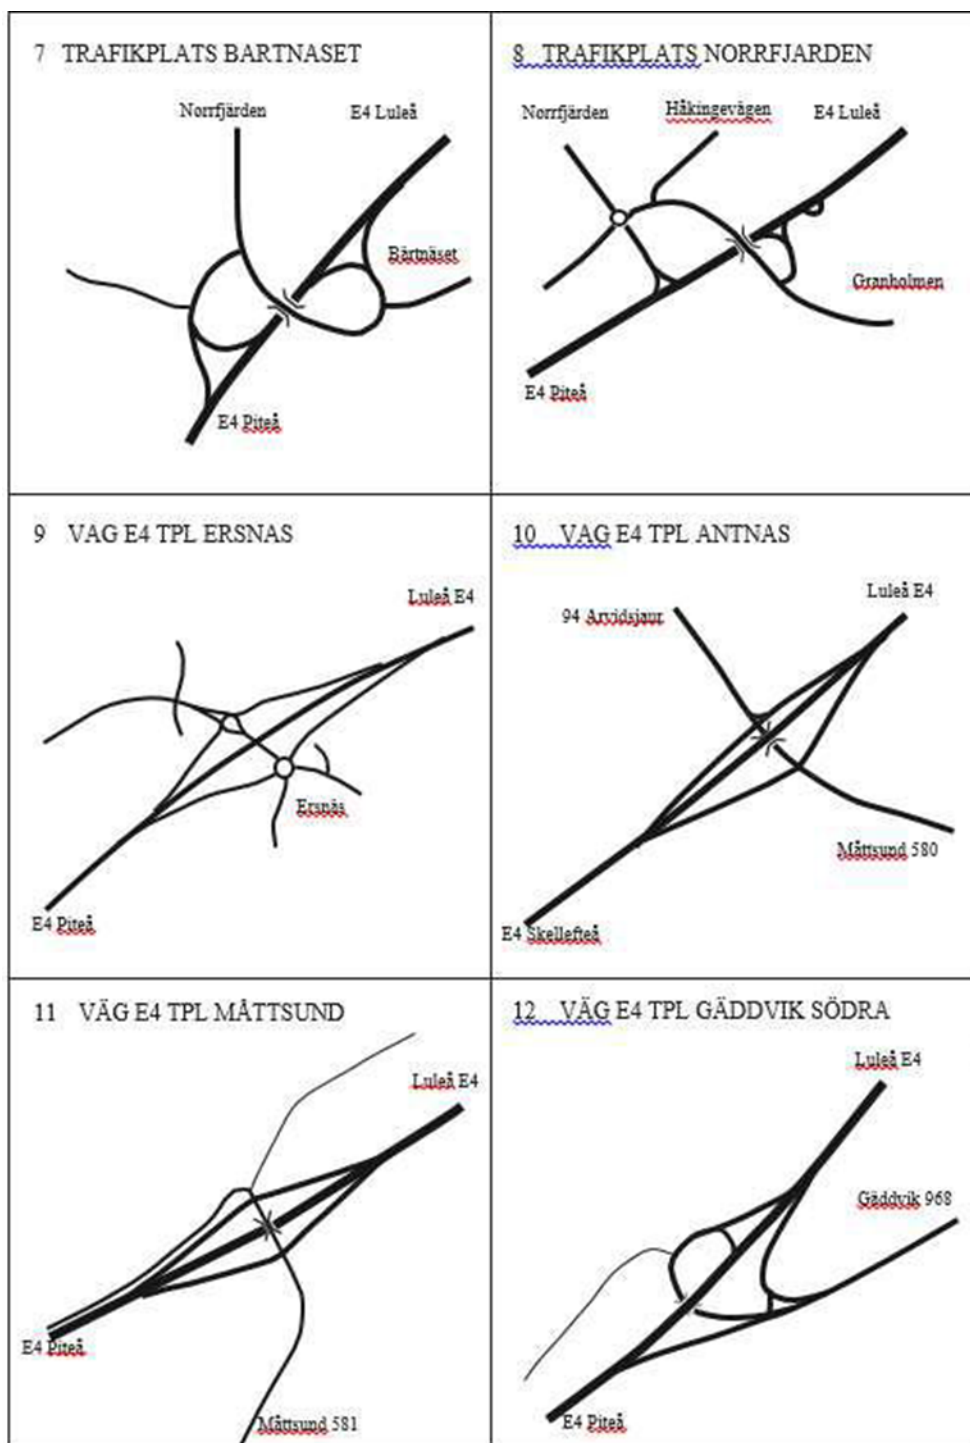 7 TRAFIKPLATS BARTNASET
Norrfjärden
E4 Luleå
Bärtnäset
E4 Piteå
8 TRAFIKPLATS NORRFJARDEN
Norrfjärden
Håkingevägen
E4 Luleå
Granholmen
E4 Piteå
9 VAG E4 TPL ERSNAS
Luleå E4
Ersnäs
E4 Piteå
10 VAG E4 TPL ANTNAS
94 Arvidsjaur
Luleå E4
Måttsund 580
E4 Skellefteå
11 VÄG E4 TPL MÅTTSUND
Luleå E4
E4 Piteå
Måttsund 581
12 VÄG E4 TPL GÄDDVIK SÖDRA
Luleå E4
Gäddvik 968
E4 Piteå